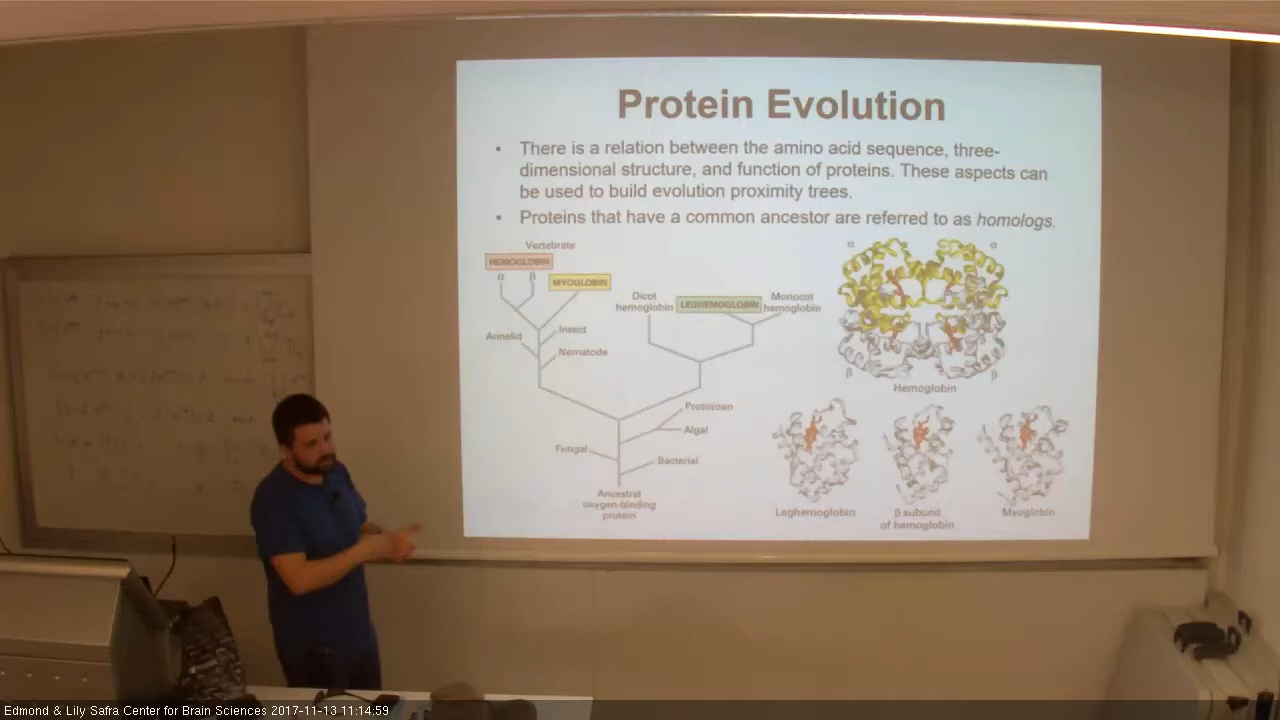 Protein Evolution
• There is a relation between the amino acid sequence, three-
dimensional structure, and function of proteins. These aspects can
be used to build evolution proximity trees.
• Proteins that have a common ancestor are referred to as homologs.
Vertebrate
HEMOGLOBIN
α β
MYOGLOBIN
Annelid
Insect
Nematode
Dicot
hemoglobin
LEGHEMOGLOBIN
Monocot
hemoglobin
Protozoan
Algal
Fungal
Bacterial
Ancestral
oxygen-binding
protein
α α
β β
Hemoglobin
Leghemoglobin
β subunit
of hemoglobin
Myoglobin
Edmond & Lily Safra Center for Brain Sciences 2017-11-13 11:14:59